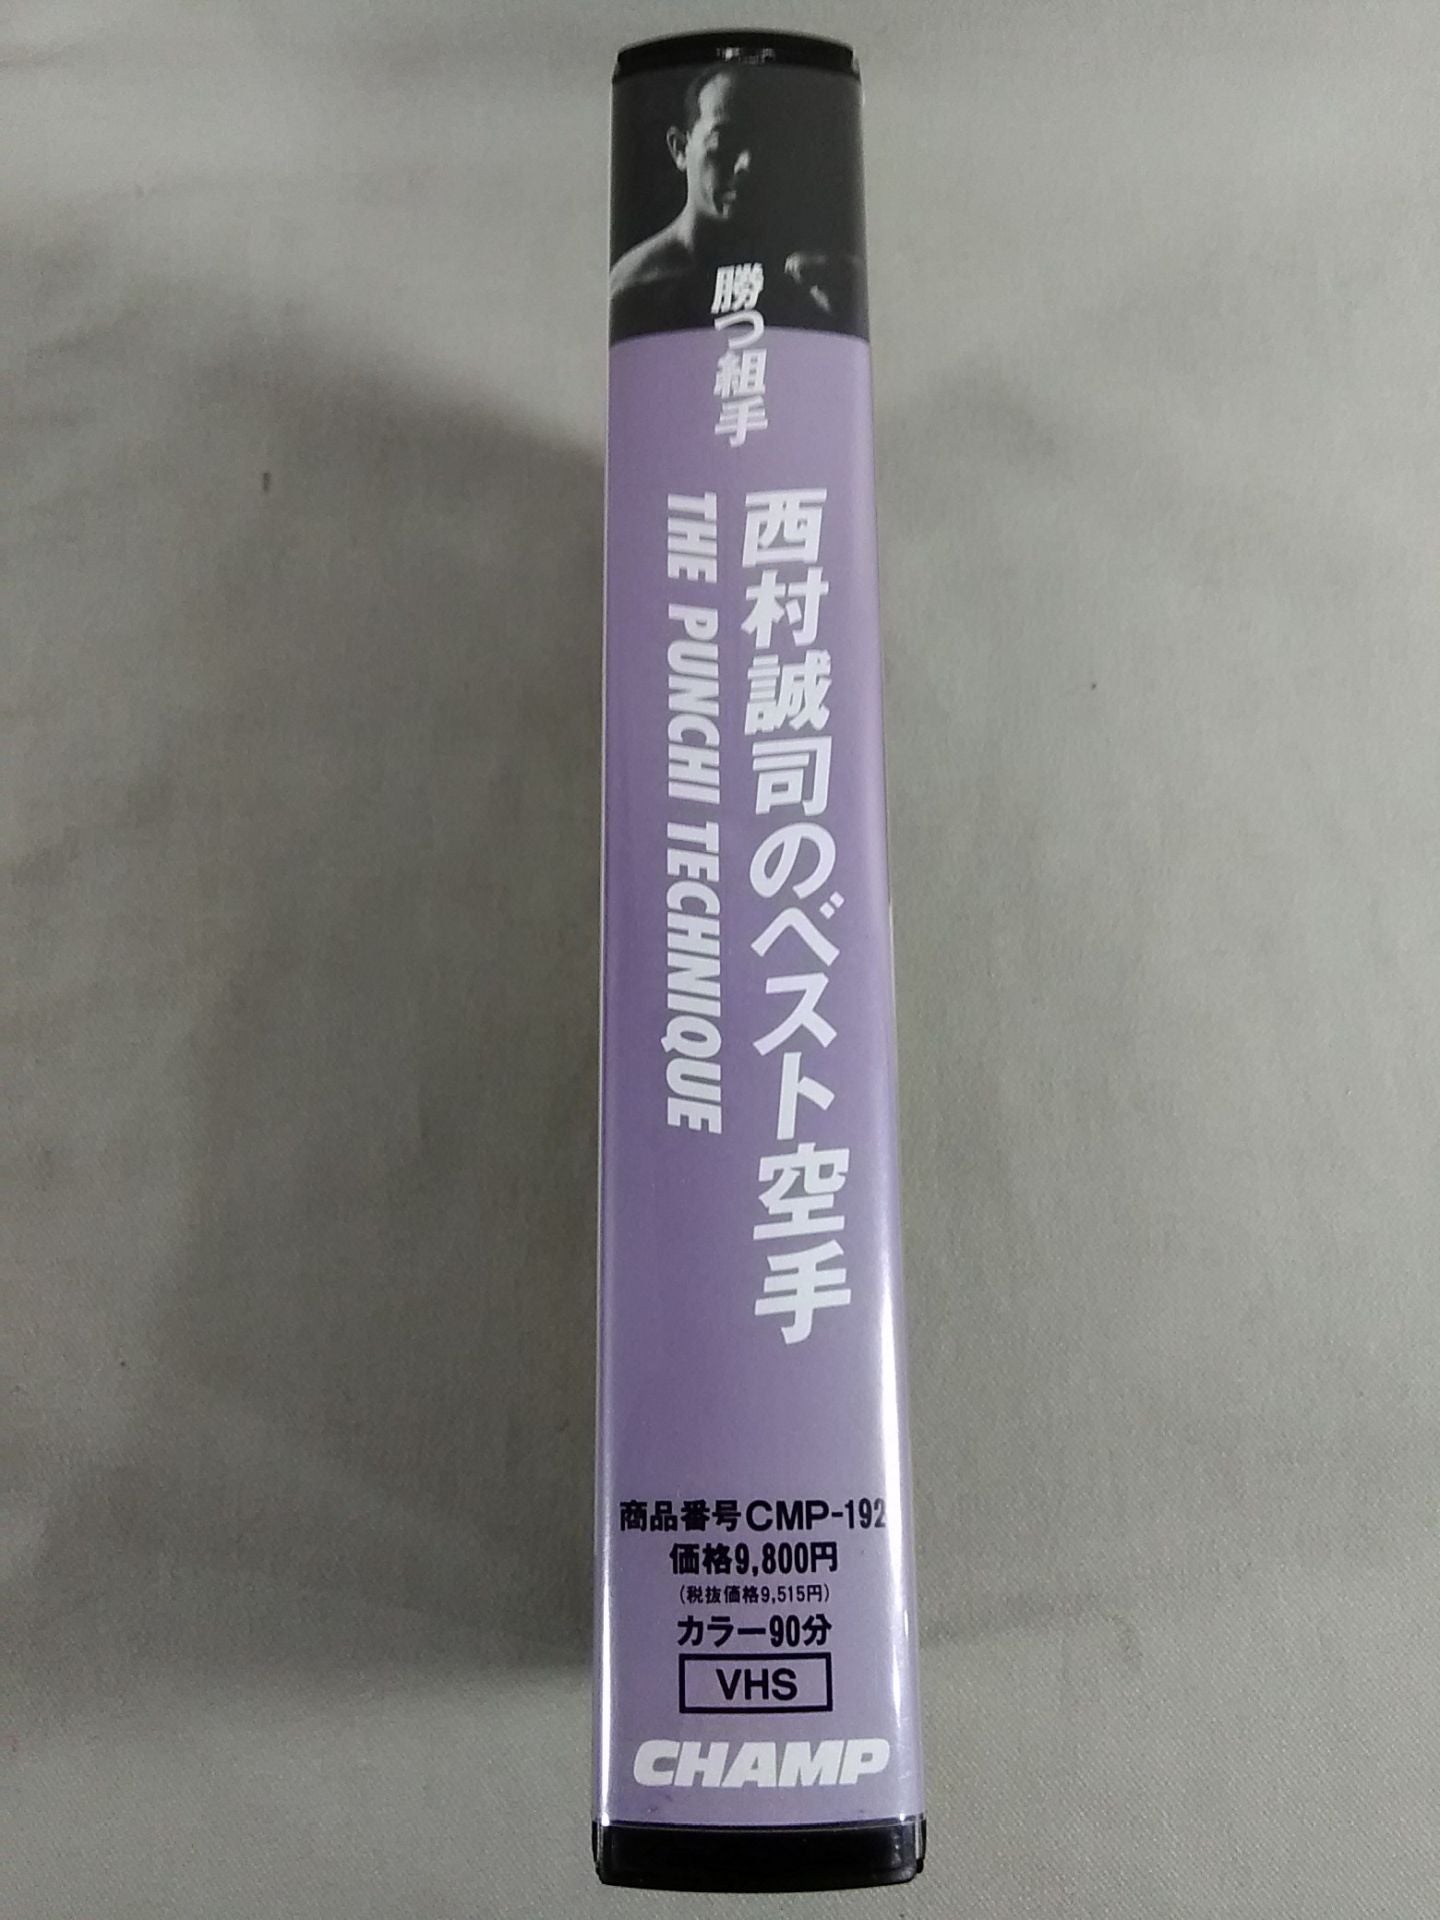 勝つ組手
西村誠司のベスト空手
THE PUNCHI TECHNIQUE
商品番号CMP-192
価格9,800円
(税抜価格9,515円)
カラー90分
VHS
CHAMP